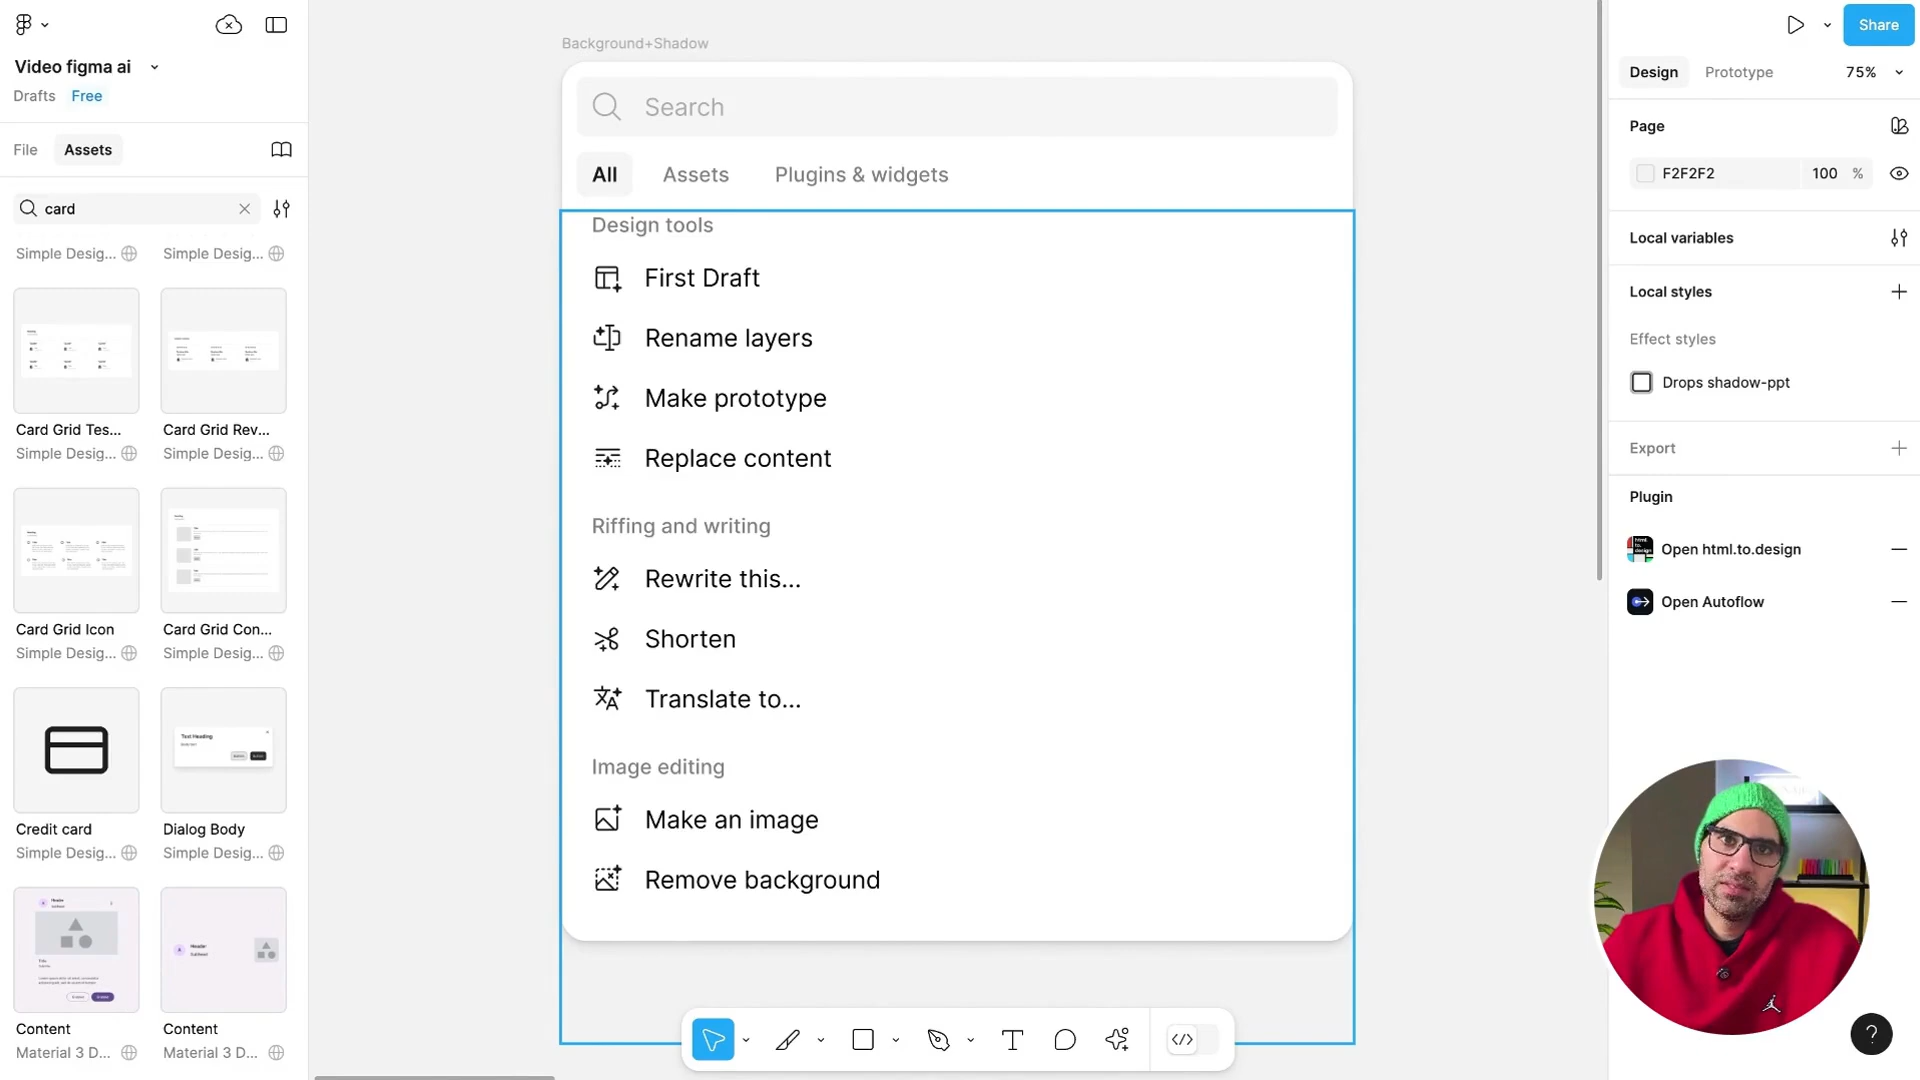 Video figma ai
Drafts Free
File Assets
card
Simple Desig... Simple Desig...
Card Grid Tes... Card Grid Rev...
Simple Desig... Simple Desig...
Card Grid Icon Card Grid Con...
Simple Desig... Simple Desig...
Text Heading
Credit card Dialog Body
Simple Desig... Simple Desig...
Content Content
Material 3 D... Material 3 D...
Background+Shadow
Search
All Assets Plugins & widgets
Design tools
First Draft
Rename layers
Make prototype
Replace content
Riffing and writing
Rewrite this...
Shorten
Translate to...
Image editing
Make an image
Remove background
Share
Design Prototype 75%
Page
F2F2F2 100 %
Local variables
Local styles
Effect styles
Drops shadow-ppt
Export
Plugin
Open html.to.design
Open Autoflow
?